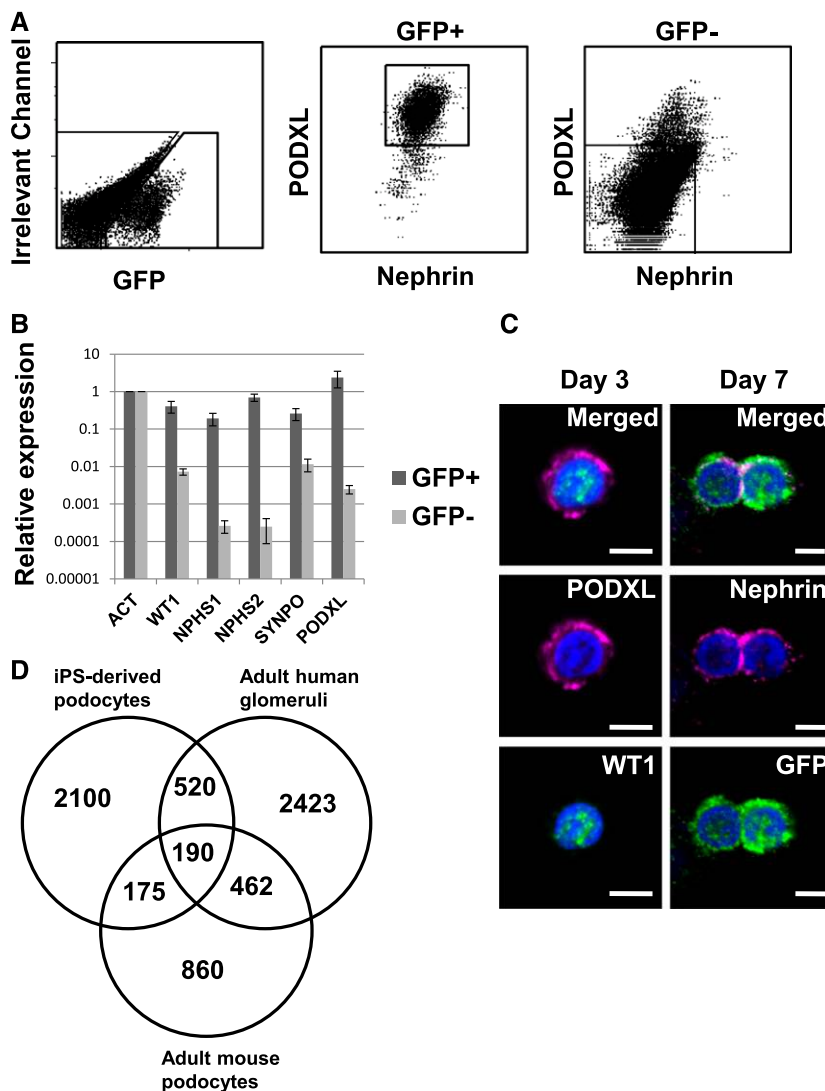 A
Irrelevant Channel
GFP
GFP+
PODXL
Nephrin
GFP-
PODXL
Nephrin
B
Relative expression
10
1
0.1
0.01
0.001
0.0001
0.00001
ACT
WT1
NPHS1
NPHS2
SYNPO
PODXL
GFP+
GFP-
C
Day 3
Day 7
Merged
Merged
PODXL
Nephrin
WT1
GFP
D
iPS-derived
podocytes
Adult human
glomeruli
2100
520
2423
190
175
462
860
Adult mouse
podocytes